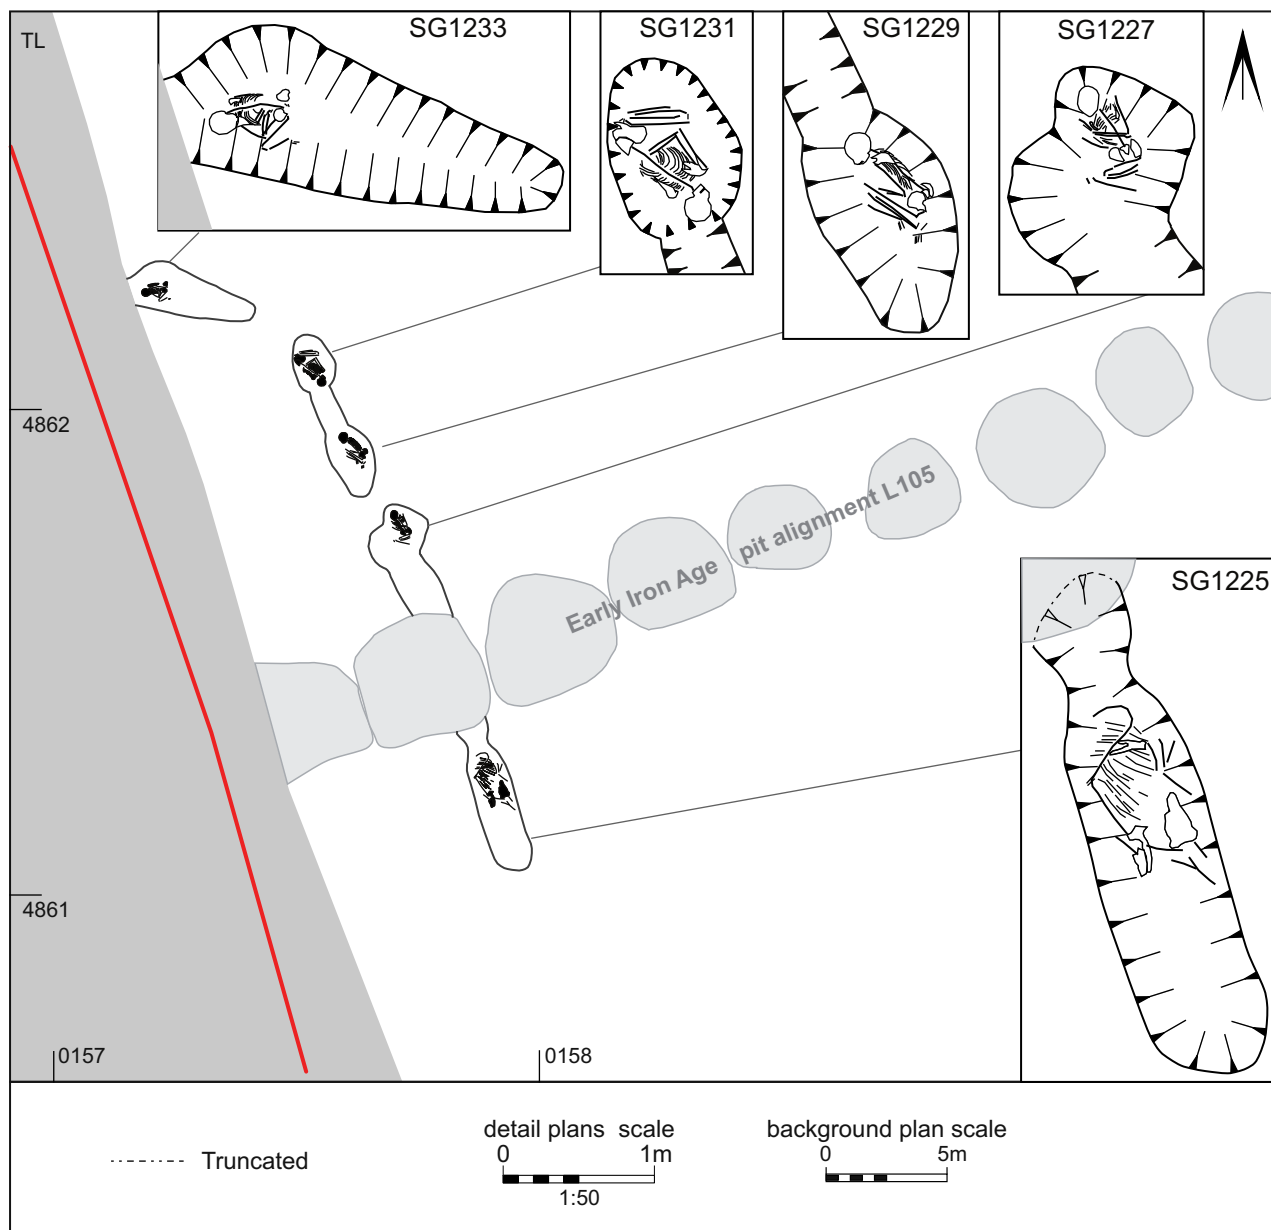 TL
SG1233
SG1231
SG1229
SG1227
4862
Early Iron Age pit alignment L105
SG1225
4861
0157
0158
Truncated
detail plans scale
0 1m
1:50
background plan scale
0 5m